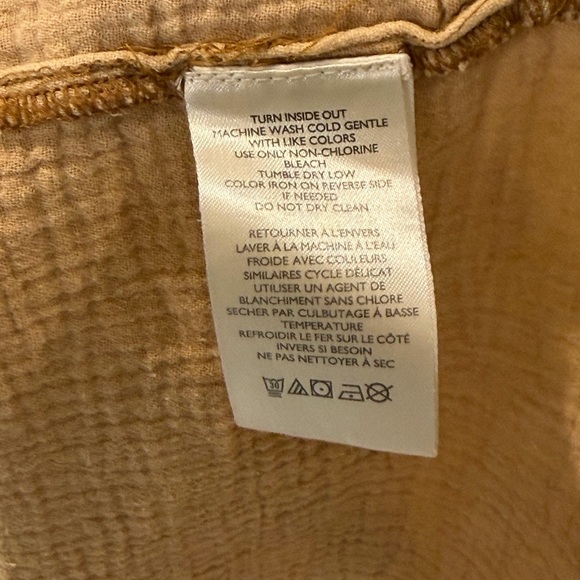 TURN INSIDE OUT
MACHINE WASH COLD GENTLE
WITH LIKE COLORS
USE ONLY NON-CHLORINE
BLEACH
TUMBLE DRY LOW
COLOR IRON ON REVERSE SIDE
IF NEEDED
DO NOT DRY CLEAN
RETOURNER À L'ENVERS
LAVER À LA MACHINE À L'EAU
FROIDE AVEC COULEURS
SIMILAIRES CYCLE DÉLICAT
UTILISER UN AGENT DE
BLANCHIMENT SANS CHLORE
SECHER PAR CULBUTAGE À BASSE
TEMPERATURE
REFROIDIR LE FER SUR LE CÔTÉ
INVERS SI BESOIN
NE PAS NETTOYER À SEC
30